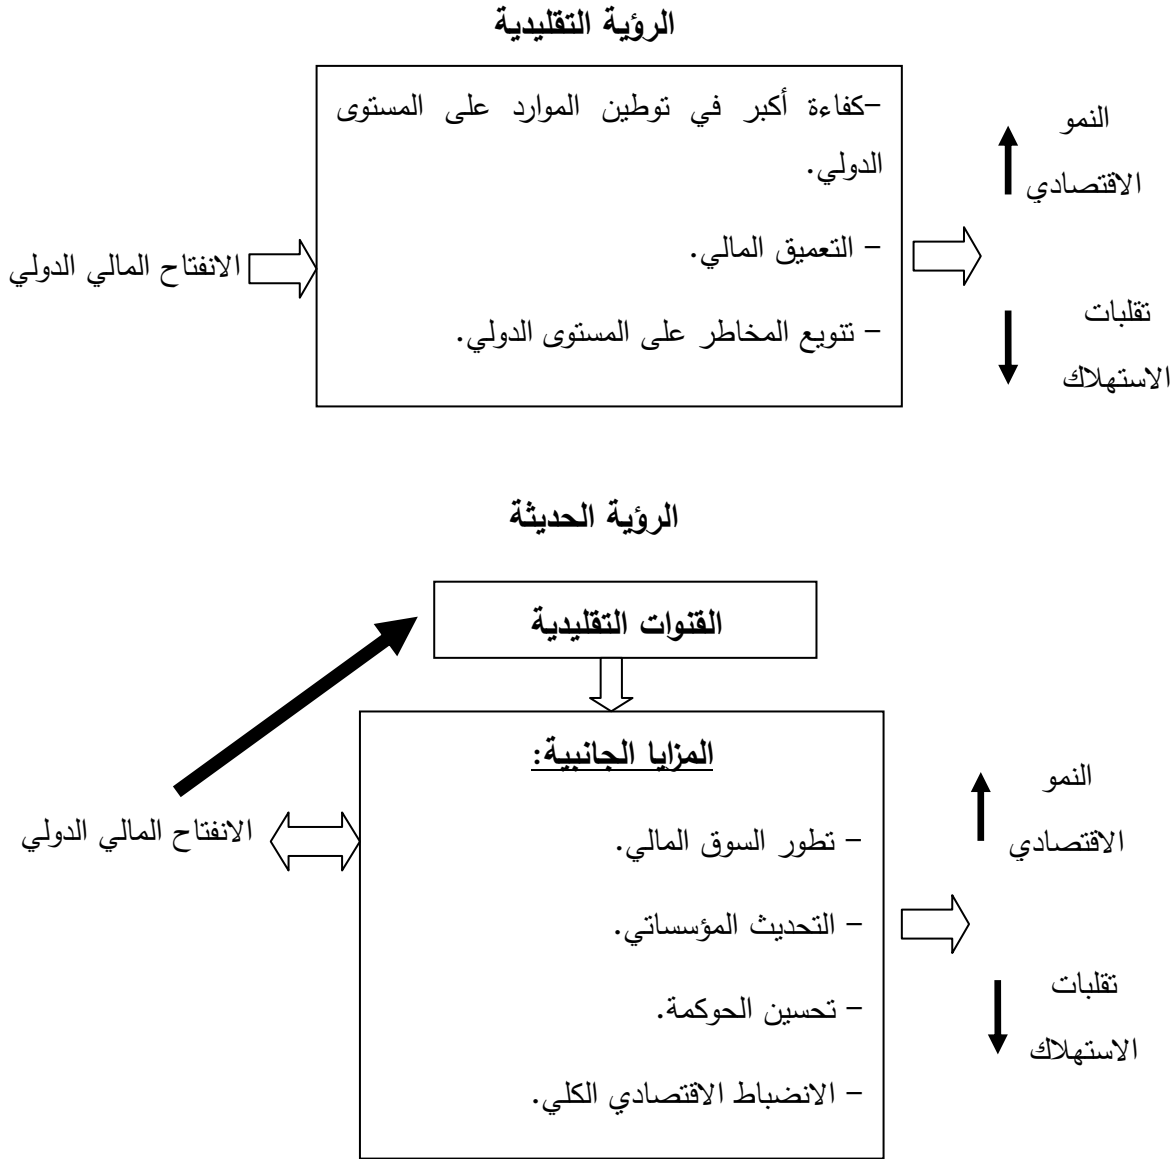 الرؤية التقليدية
-كفاءة أكبر في توطين الموارد على المستوى
الدولي.
- التعميق المالي.
- تنويع المخاطر على المستوى الدولي.
الانفتاح المالي الدولي
النمو
الاقتصادي
تقلبات
الاستهلاك
الرؤية الحديثة
القنوات التقليدية
المزايا الجانبية:
- تطور السوق المالي.
- التحديث المؤسساتي.
- تحسين الحوكمة.
- الانضباط الاقتصادي الكلي.
الانفتاح المالي الدولي
النمو
الاقتصادي
تقلبات
الاستهلاك